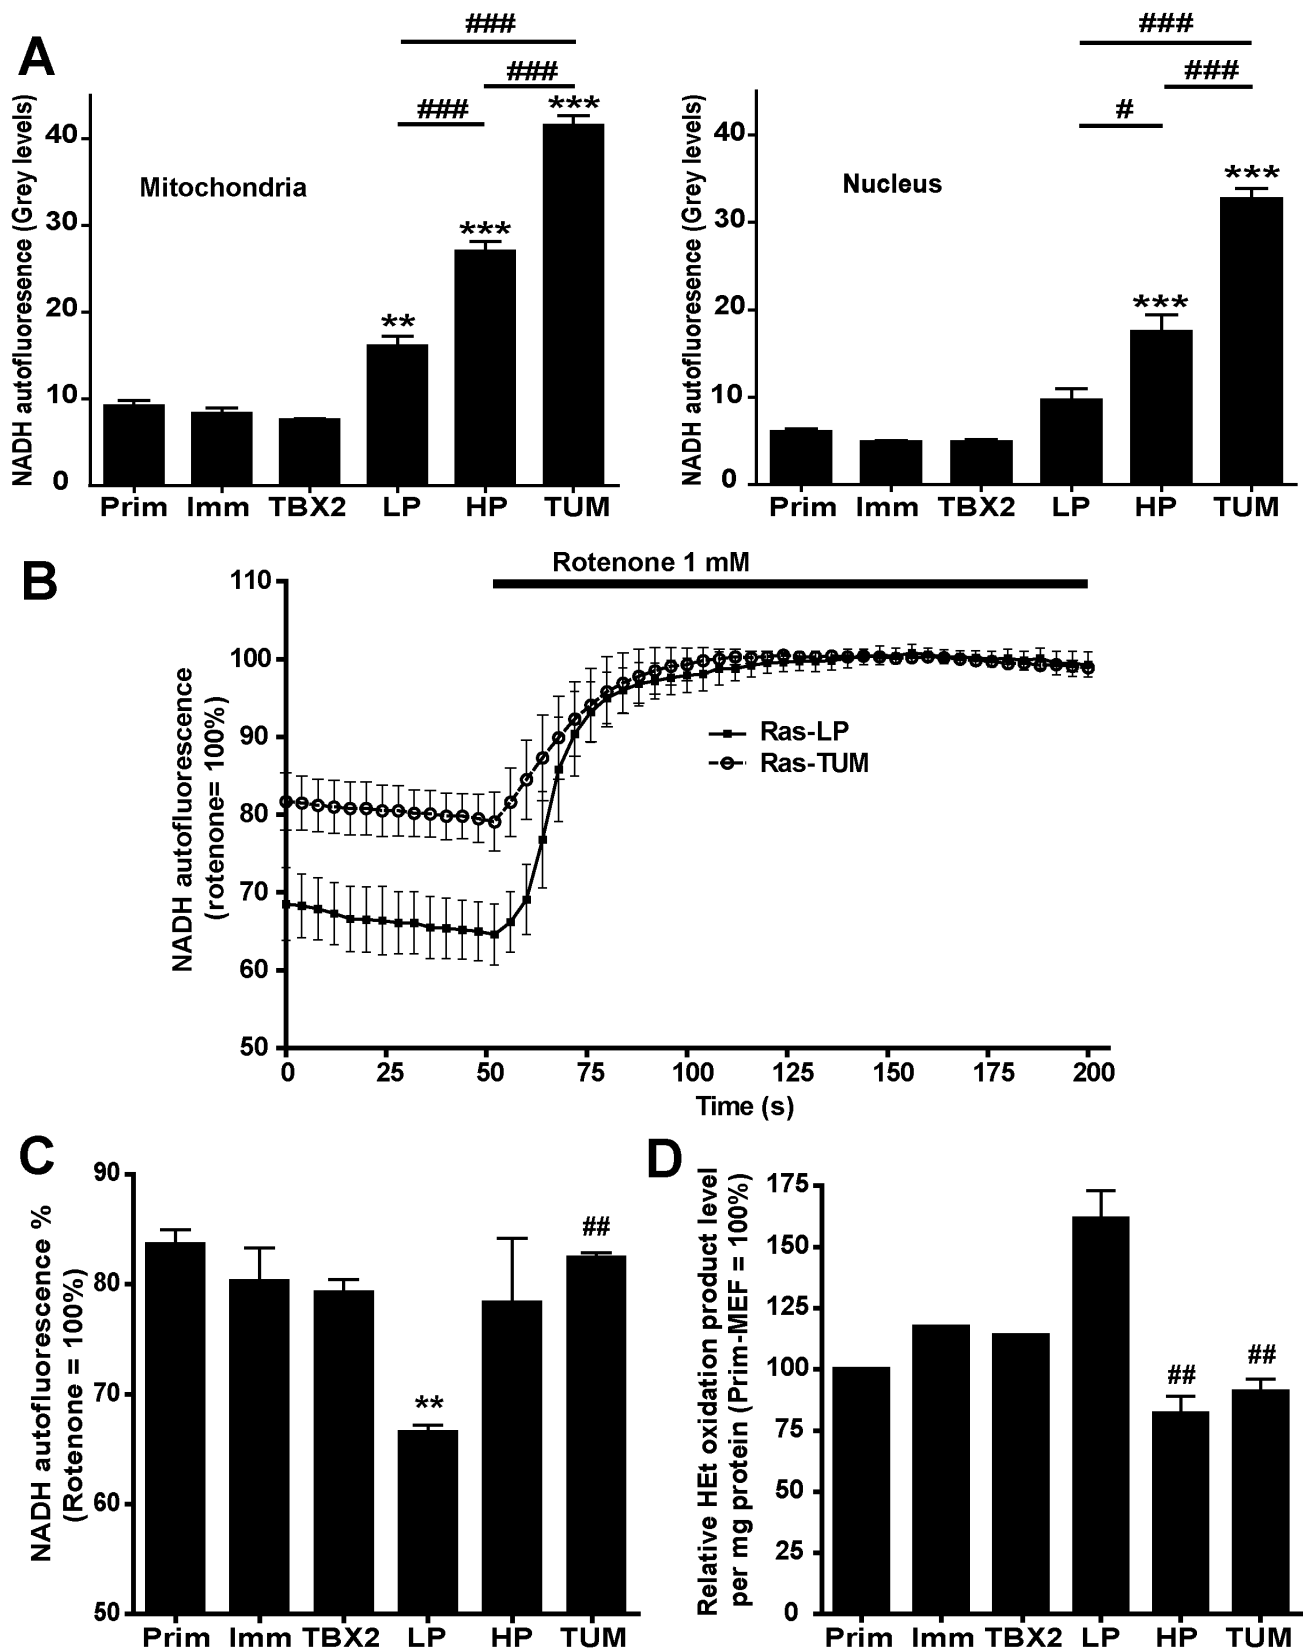 A
###
###
###
***
***
**
Mitochondria
NADH autofluoresence (Grey levels)
40
30
20
10
0
Prim Imm TBX2 LP HP TUM
###
###
#
***
***
Nucleus
NADH autofluoresence (Grey levels)
40
30
20
10
0
Prim Imm TBX2 LP HP TUM
B
Rotenone 1 mM
NADH autofluorescence
(rotenone= 100%)
110
100
90
80
70
60
50
Ras-LP
Ras-TUM
0 25 50 75 100 125 150 175 200
Time (s)
C
NADH autofluorescence %
(Rotenone = 100%)
90
80
70
60
50
**
##
Prim Imm TBX2 LP HP TUM
D
Relative HEt oxidation product level
per mg protein (Prim-MEF = 100%)
175
150
125
100
75
50
25
0
##
##
Prim Imm TBX2 LP HP TUM